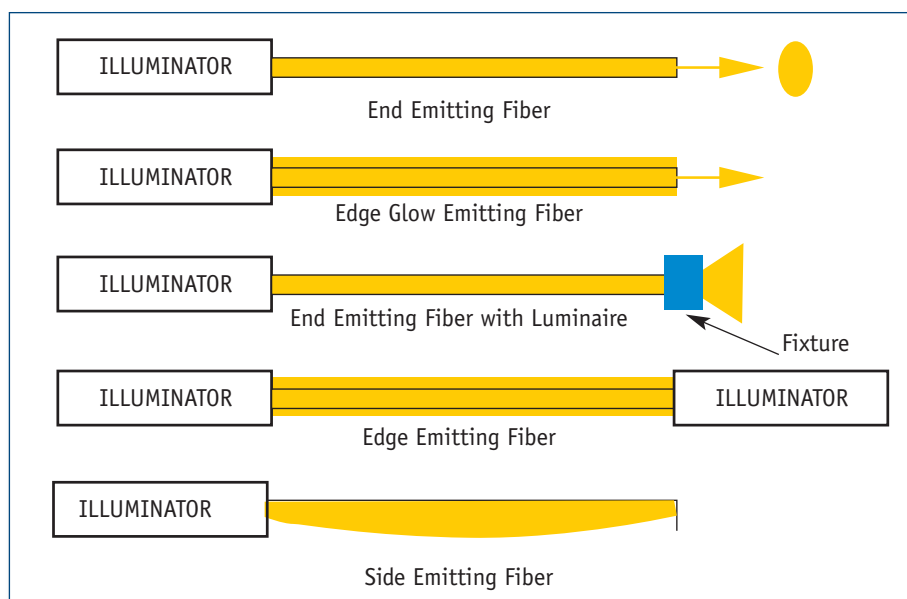 ILLUMINATOR
End Emitting Fiber
ILLUMINATOR
Edge Glow Emitting Fiber
ILLUMINATOR
End Emitting Fiber with Luminaire
Fixture
ILLUMINATOR
ILLUMINATOR
Edge Emitting Fiber
ILLUMINATOR
Side Emitting Fiber